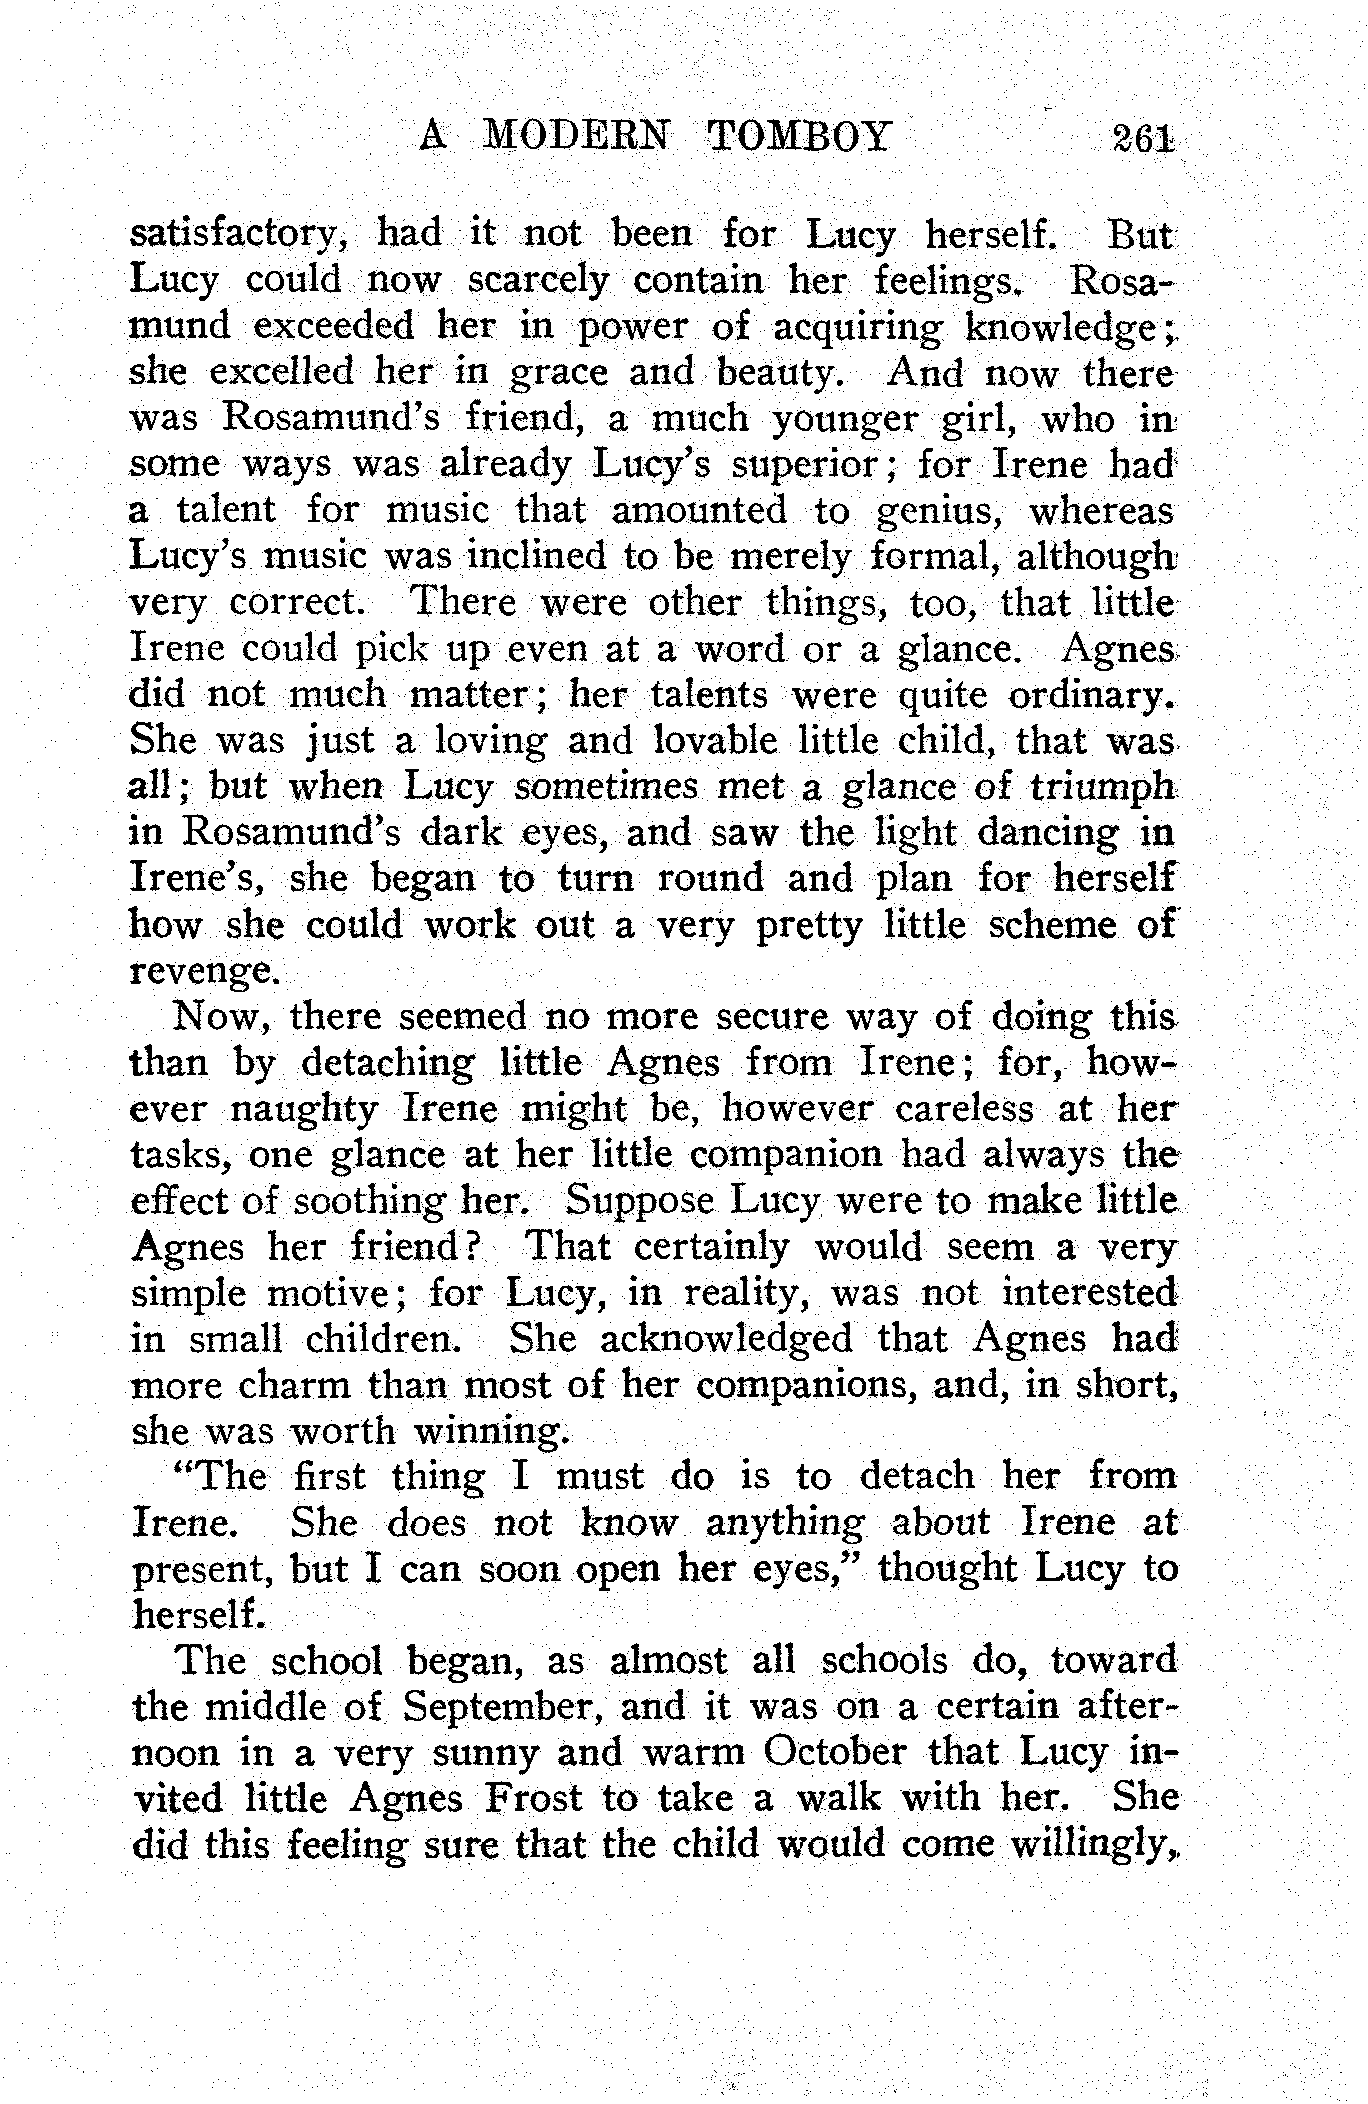 A MODERN TOMBOY 261
satisfactory, had it not been for Lucy herself. But
Lucy could now scarcely contain her feelings. Rosa-
mund exceeded her in power of acquiring knowledge;
she excelled her in grace and beauty. And now there
was Rosamund's friend, a much younger girl, who in
some ways was already Lucy's superior; for Irene had
a talent for music that amounted to genius, whereas
Lucy's music was inclined to be merely formal, although
very correct. There were other things, too, that little
Irene could pick up even at a word or a glance. Agnes
did not much matter; her talents were quite ordinary.
She was just a loving and lovable little child, that was
all; but when Lucy sometimes met a glance of triumph
in Rosamund's dark eyes, and saw the light dancing in
Irene's, she began to turn round and plan for herself
how she could work out a very pretty little scheme of
revenge.
Now, there seemed no more secure way of doing this
than by detaching little Agnes from Irene; for, how-
ever naughty Irene might be, however careless at her
tasks, one glance at her little companion had always the
effect of soothing her. Suppose Lucy were to make little
Agnes her friend? That certainly would seem a very
simple motive; for Lucy, in reality, was not interested
in small children. She acknowledged that Agnes had
more charm than most of her companions, and, in short,
she was worth winning.
"The first thing I must do is to detach her from
Irene. She does not know anything about Irene at
present, but I can soon open her eyes," thought Lucy to
herself.
The school began, as almost all schools do, toward
the middle of September, and it was on a certain after-
noon in a very sunny and warm October that Lucy in-
vited little Agnes Frost to take a walk with her. She
did this feeling sure that the child would come willingly,